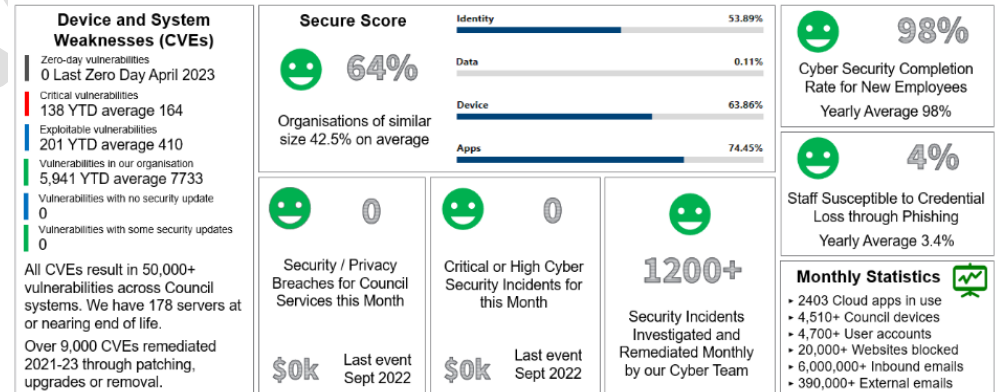 Device and System
Weaknesses (CVEs)
Zero-day vulnerabilities
0 Last Zero Day April 2023
Critical vulnerabilities
138 YTD average 164
Exploitable vulnerabilities
201 YTD average 410
Vulnerabilities in our organisation
5,941 YTD average 7733
Vulnerabilities with no security update
0
Vulnerabilities with some security updates
0
All CVEs result in 50,000+
vulnerabilities across Council
systems. We have 178 servers at
or nearing end of life.
Over 9,000 CVEs remediated
2021-23 through patching,
upgrades or removal.
Secure Score
64%
Organisations of similar
size 42.5% on average
Identity 53.89%
Data 0.11%
Device 63.86%
Apps 74.45%
0
Security / Privacy
Breaches for Council
Services this Month
$0k
Last event
Sept 2022
0
Critical or High Cyber
Security Incidents for
this Month
$0k
Last event
Sept 2022
1200+
Security Incidents
Investigated and
Remediated Monthly
by our Cyber Team
98%
Cyber Security Completion
Rate for New Employees
Yearly Average 98%
4%
Staff Susceptible to Credential
Loss through Phishing
Yearly Average 3.4%
Monthly Statistics
▸ 2403 Cloud apps in use
▸ 4,510+ Council devices
▸ 4,700+ User accounts
▸ 20,000+ Websites blocked
▸ 6,000,000+ Inbound emails
▸ 390,000+ External emails